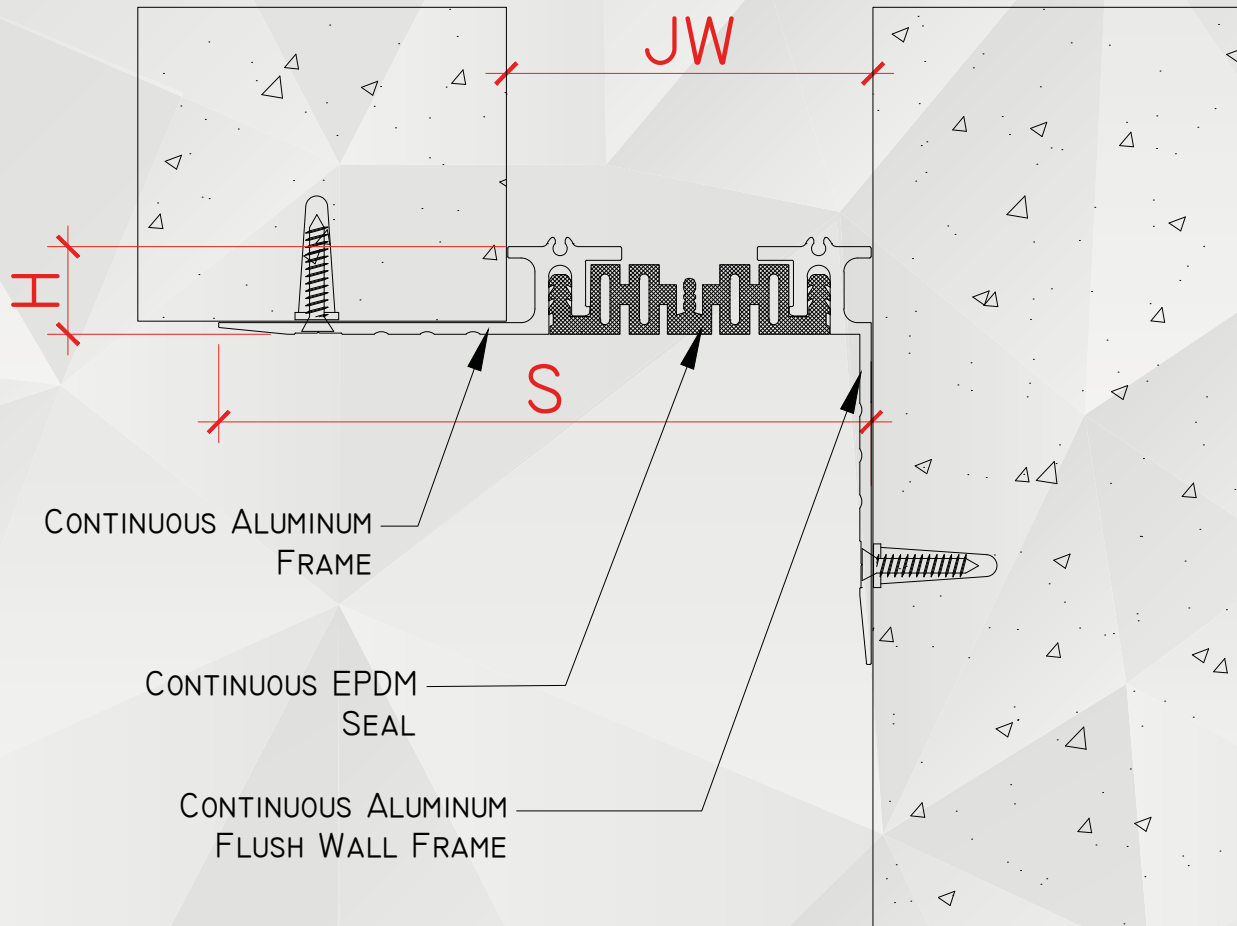 JW
H
S
CONTINUOUS ALUMINUM
FRAME
CONTINUOUS EPDM
SEAL
CONTINUOUS ALUMINUM
FLUSH WALL FRAME